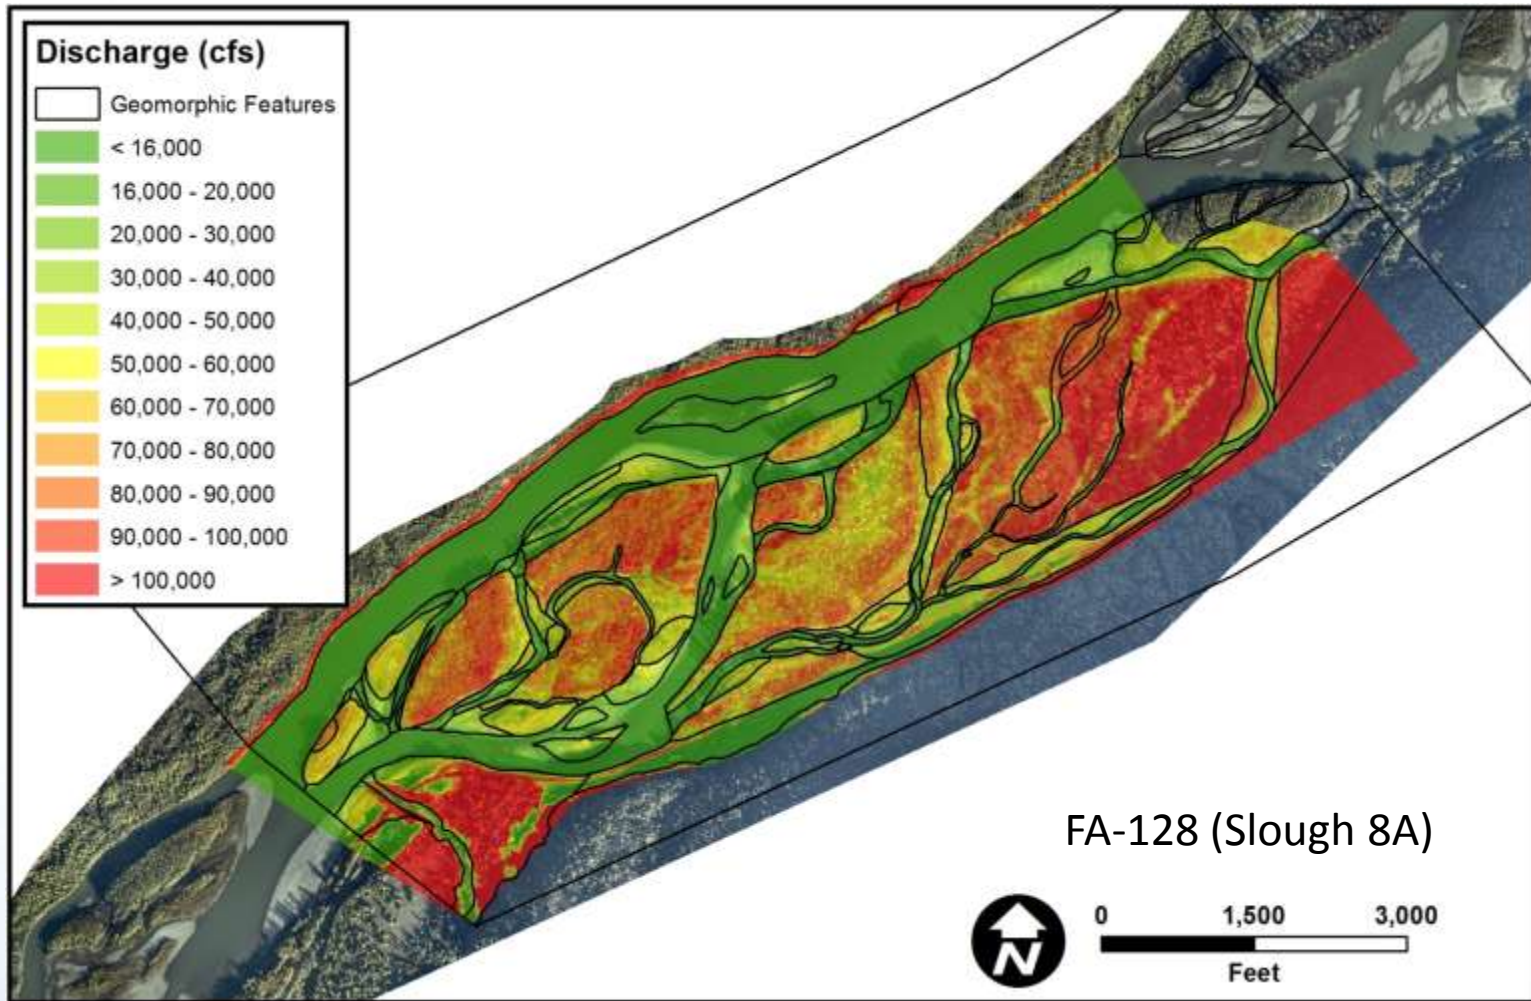 Discharge (cfs)
Geomorphic Features
< 16,000
16,000 - 20,000
20,000 - 30,000
30,000 - 40,000
40,000 - 50,000
50,000 - 60,000
60,000 - 70,000
70,000 - 80,000
80,000 - 90,000
90,000 - 100,000
> 100,000
FA-128 (Slough 8A)
N
0 1,500 3,000
Feet